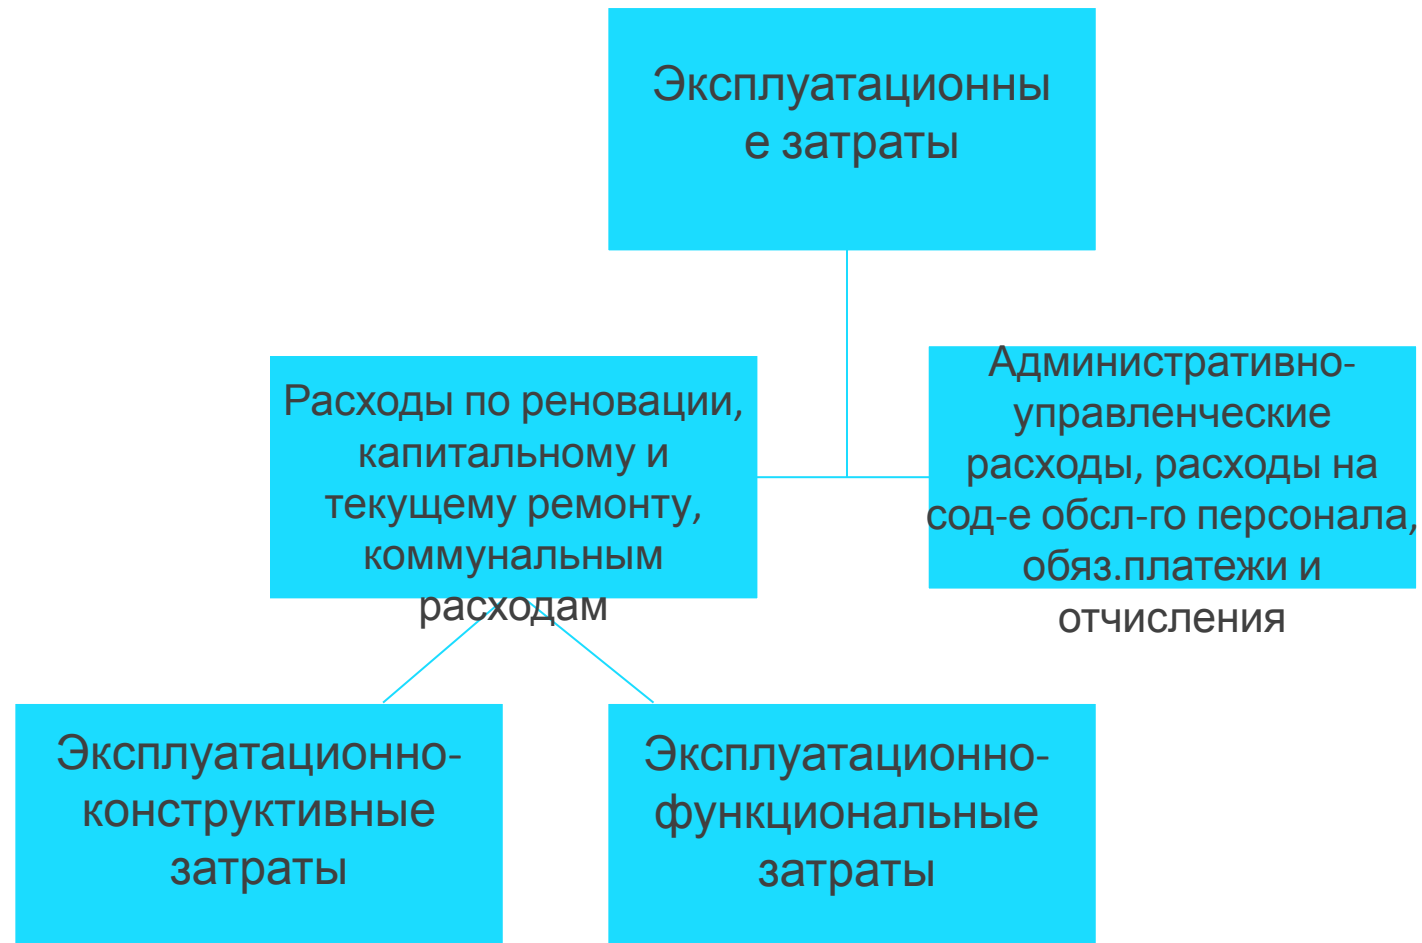 Эксплуатационны
е затраты
Расходы по реновации,
капитальному и
текущему ремонту,
коммунальным
расходам
Административно-
управленческие
расходы, расходы на
сод-е обсл-го персонала,
обяз.платежи и
отчисления
Эксплуатационно-
конструктивные
затраты
Эксплуатационно-
функциональные
затраты